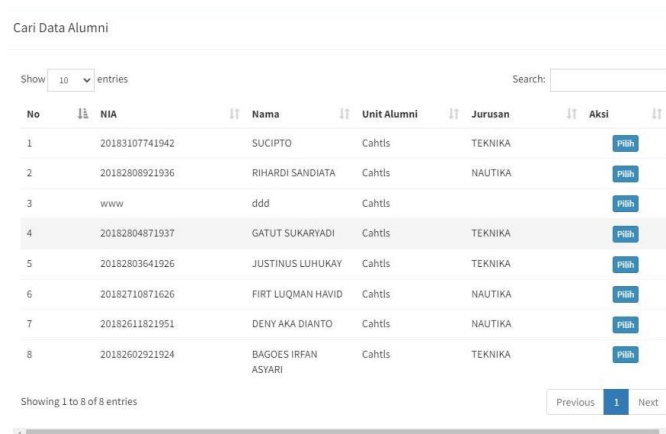 Cari Data Alumni
Show 10 entries Search:
No NIA Nama Unit Alumni Jurusan Aksi
1 20183107741942 SUCIPTO Cahtls TEKNIKA Pilih
2 20182808921936 RIHARDI SANDIATA Cahtls NAUTIKA Pilih
3 www ddd Cahtls Pilih
4 20182804871937 GATUT SUKARYADI Cahtls TEKNIKA Pilih
5 20182803641926 JUSTINUS LUHUKAY Cahtls TEKNIKA Pilih
6 20182710871626 FIRT LUQMAN HAVID Cahtls NAUTIKA Pilih
7 20182611821951 DENY AKA DIANTO Cahtls NAUTIKA Pilih
8 20182602921924 BAGOES IRFAN Cahtls TEKNIKA Pilih
ASYARI
Showing 1 to 8 of 8 entries Previous 1 Next